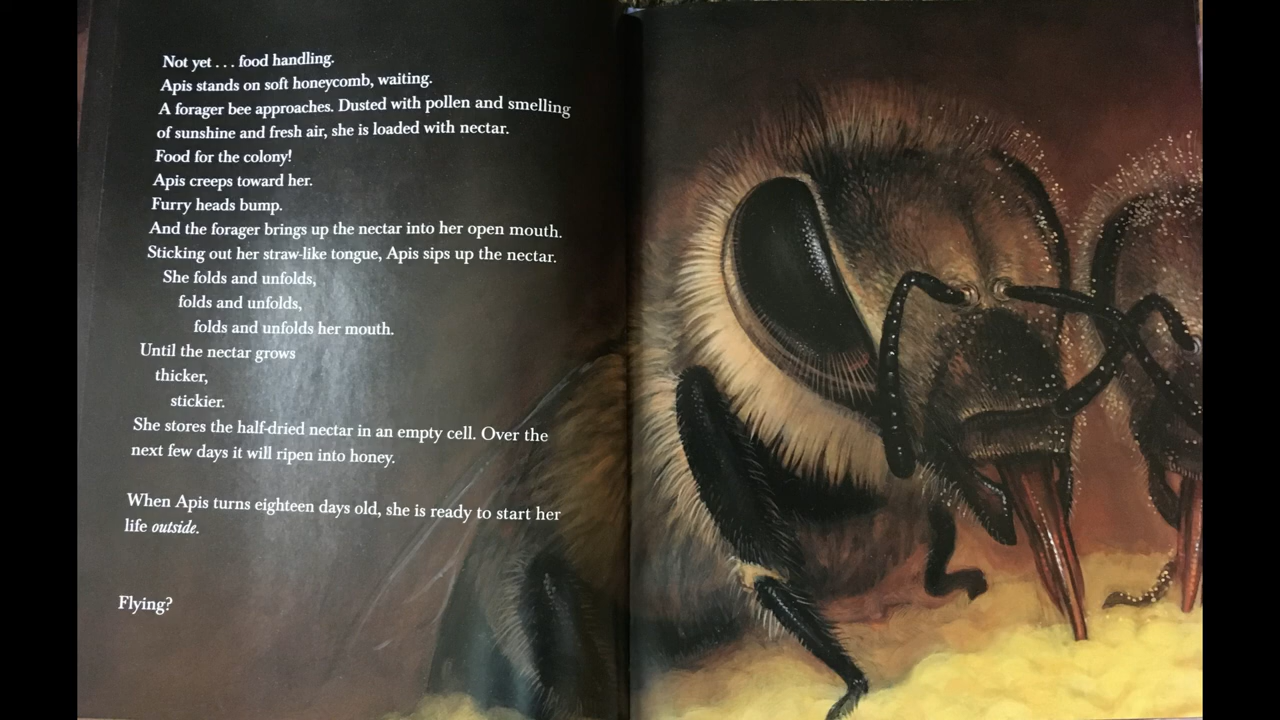 Not yet . . . food handling.
Apis stands on soft honeycomb, waiting.
A forager bee approaches. Dusted with pollen and smelling
of sunshine and fresh air, she is loaded with nectar.
Food for the colony!
Apis creeps toward her.
Furry heads bump.
And the forager brings up the nectar into her open mouth.
Sticking out her straw-like tongue, Apis sips up the nectar.
She folds and unfolds,
folds and unfolds,
folds and unfolds her mouth.
Until the nectar grows
thicker,
stickier.
She stores the half-dried nectar in an empty cell. Over the
next few days it will ripen into honey.
When Apis turns eighteen days old, she is ready to start her
life outside.
Flying?